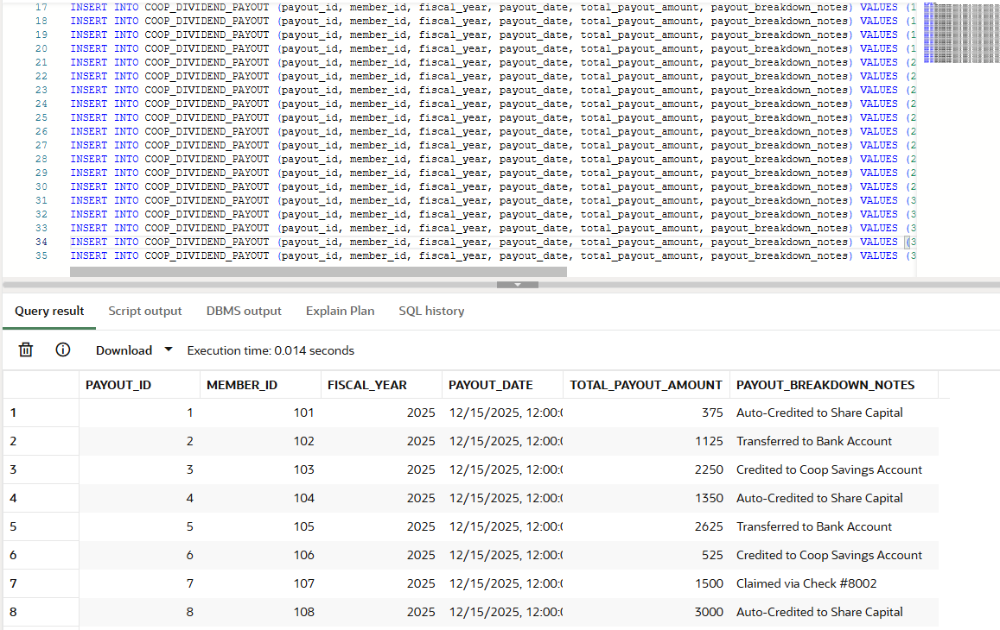 17 INSERT INTO COOP_DIVIDEND_PAYOUT (payout_id, member_id, fiscal_year, payout_date, total_payout_amount, payout_breakdown_notes) VALUES (1
18 INSERT INTO COOP_DIVIDEND_PAYOUT (payout_id, member_id, fiscal_year, payout_date, total_payout_amount, payout_breakdown_notes) VALUES (1
19 INSERT INTO COOP_DIVIDEND_PAYOUT (payout_id, member_id, fiscal_year, payout_date, total_payout_amount, payout_breakdown_notes) VALUES (1
20 INSERT INTO COOP_DIVIDEND_PAYOUT (payout_id, member_id, fiscal_year, payout_date, total_payout_amount, payout_breakdown_notes) VALUES (1
21 INSERT INTO COOP_DIVIDEND_PAYOUT (payout_id, member_id, fiscal_year, payout_date, total_payout_amount, payout_breakdown_notes) VALUES (2
22 INSERT INTO COOP_DIVIDEND_PAYOUT (payout_id, member_id, fiscal_year, payout_date, total_payout_amount, payout_breakdown_notes) VALUES (2
23 INSERT INTO COOP_DIVIDEND_PAYOUT (payout_id, member_id, fiscal_year, payout_date, total_payout_amount, payout_breakdown_notes) VALUES (2
24 INSERT INTO COOP_DIVIDEND_PAYOUT (payout_id, member_id, fiscal_year, payout_date, total_payout_amount, payout_breakdown_notes) VALUES (2
25 INSERT INTO COOP_DIVIDEND_PAYOUT (payout_id, member_id, fiscal_year, payout_date, total_payout_amount, payout_breakdown_notes) VALUES (2
26 INSERT INTO COOP_DIVIDEND_PAYOUT (payout_id, member_id, fiscal_year, payout_date, total_payout_amount, payout_breakdown_notes) VALUES (2
27 INSERT INTO COOP_DIVIDEND_PAYOUT (payout_id, member_id, fiscal_year, payout_date, total_payout_amount, payout_breakdown_notes) VALUES (2
28 INSERT INTO COOP_DIVIDEND_PAYOUT (payout_id, member_id, fiscal_year, payout_date, total_payout_amount, payout_breakdown_notes) VALUES (2
29 INSERT INTO COOP_DIVIDEND_PAYOUT (payout_id, member_id, fiscal_year, payout_date, total_payout_amount, payout_breakdown_notes) VALUES (2
30 INSERT INTO COOP_DIVIDEND_PAYOUT (payout_id, member_id, fiscal_year, payout_date, total_payout_amount, payout_breakdown_notes) VALUES (2
31 INSERT INTO COOP_DIVIDEND_PAYOUT (payout_id, member_id, fiscal_year, payout_date, total_payout_amount, payout_breakdown_notes) VALUES (3
32 INSERT INTO COOP_DIVIDEND_PAYOUT (payout_id, member_id, fiscal_year, payout_date, total_payout_amount, payout_breakdown_notes) VALUES (3
33 INSERT INTO COOP_DIVIDEND_PAYOUT (payout_id, member_id, fiscal_year, payout_date, total_payout_amount, payout_breakdown_notes) VALUES (3
34 INSERT INTO COOP_DIVIDEND_PAYOUT (payout_id, member_id, fiscal_year, payout_date, total_payout_amount, payout_breakdown_notes) VALUES (3
35 INSERT INTO COOP_DIVIDEND_PAYOUT (payout_id, member_id, fiscal_year, payout_date, total_payout_amount, payout_breakdown_notes) VALUES (3
Query result Script output DBMS output Explain Plan SQL history
Download Execution time: 0.014 seconds
PAYOUT_ID MEMBER_ID FISCAL_YEAR PAYOUT_DATE TOTAL_PAYOUT_AMOUNT PAYOUT_BREAKDOWN_NOTES
1 1 101 2025 12/15/2025, 12:00:0 375 Auto-Credited to Share Capital
2 2 102 2025 12/15/2025, 12:00:0 1125 Transferred to Bank Account
3 3 103 2025 12/15/2025, 12:00:0 2250 Credited to Coop Savings Account
4 4 104 2025 12/15/2025, 12:00:0 1350 Auto-Credited to Share Capital
5 5 105 2025 12/15/2025, 12:00:0 2625 Transferred to Bank Account
6 6 106 2025 12/15/2025, 12:00:0 525 Credited to Coop Savings Account
7 7 107 2025 12/15/2025, 12:00:0 1500 Claimed via Check #8002
8 8 108 2025 12/15/2025, 12:00:0 3000 Auto-Credited to Share Capital